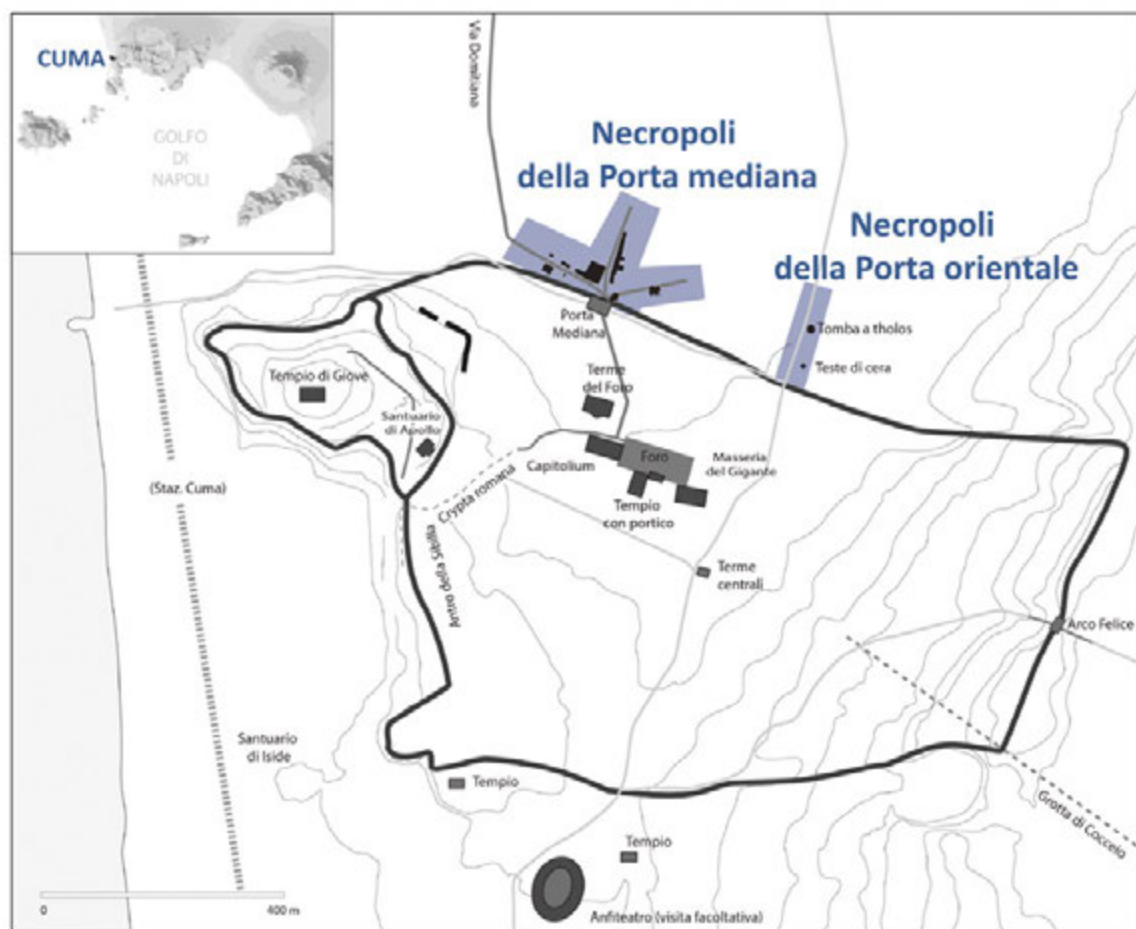 CUMA
GOLFO
DI
NAPOLI
Via Domitiana
Necropoli
della Porta mediana
Necropoli
della Porta orientale
Porta
Mediana
Tomba a tholos
Teste di cera
Tempio di Giove
Terme
del Foro
Santuario
di Apollo
Capitolium
Foro
Masseria
del Gigante
(Staz. Cuma)
Crypta romana
Tempio
con portico
Antro della Sibilla
Terme
centrali
Arco Felice
Santuario
di Iside
Tempio
Grotta di Cocceio
Tempio
0
400 m
Anfiteatro (visita facoltativa)